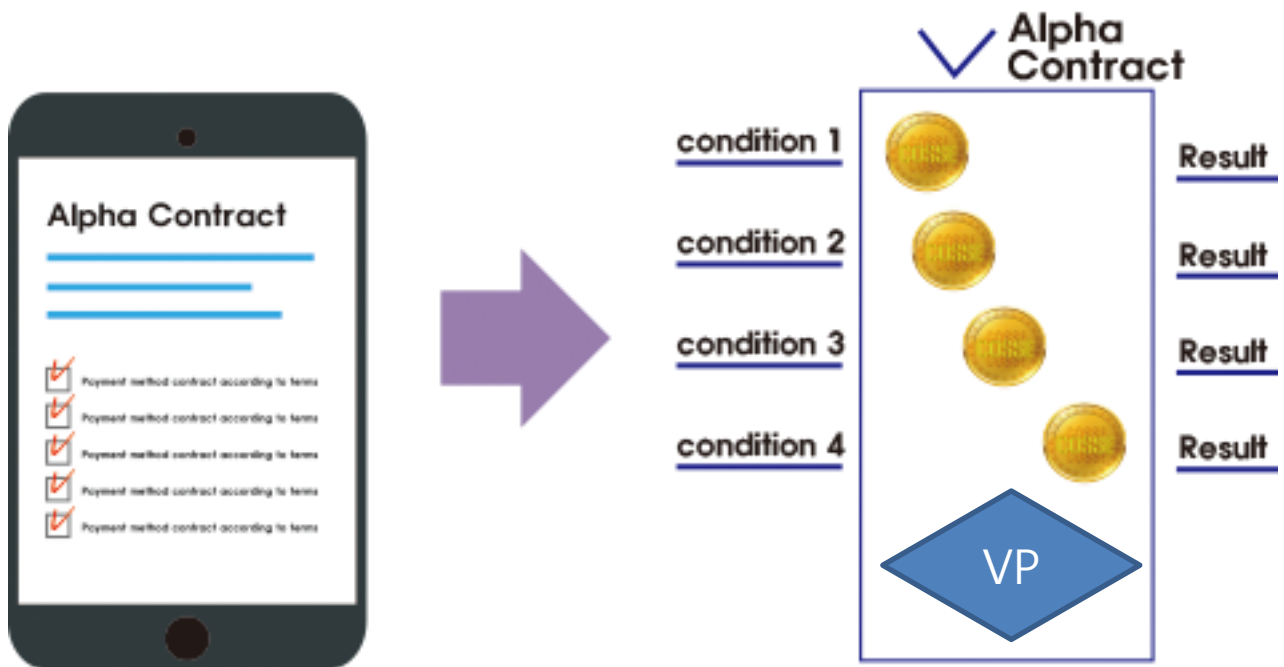 Alpha Contract
Payment method contract according to terms
Payment method contract according to terms
Payment method contract according to terms
Payment method contract according to terms
Payment method contract according to terms
Alpha
Contract
condition 1
Result
condition 2
Result
condition 3
Result
condition 4
Result
VP